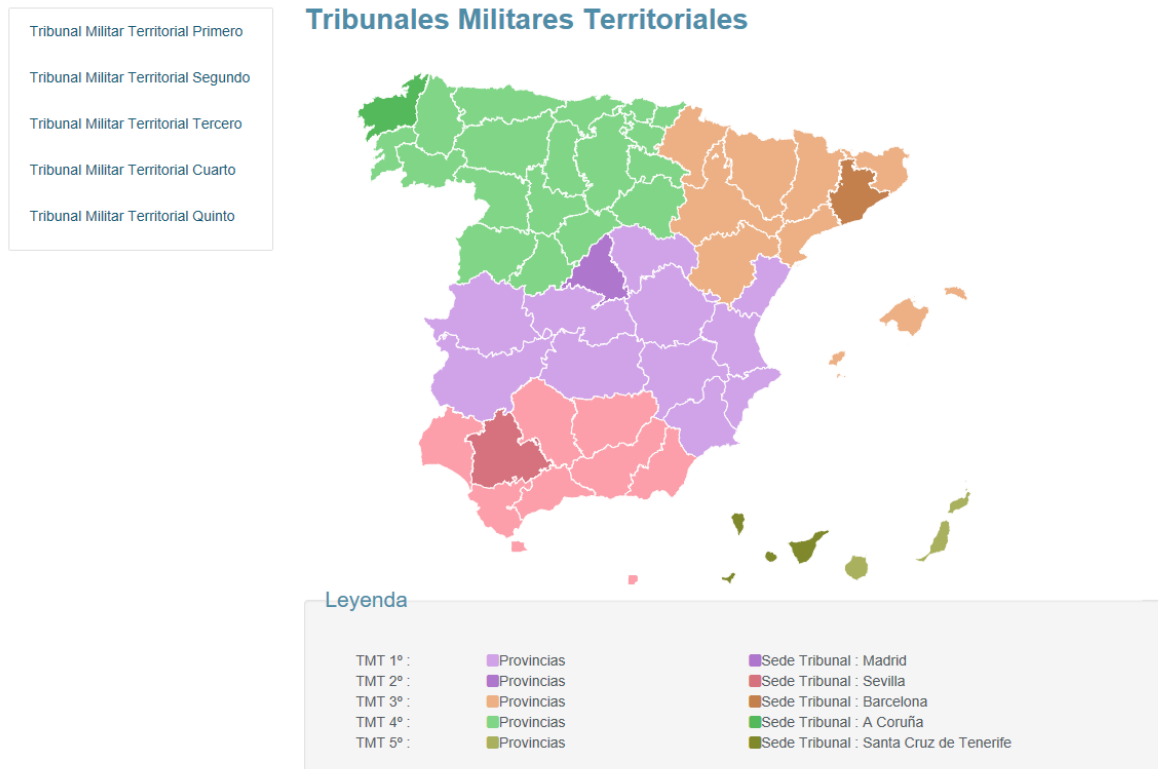 Tribunal Militar Territorial Primero
Tribunal Militar Territorial Segundo
Tribunal Militar Territorial Tercero
Tribunal Militar Territorial Cuarto
Tribunal Militar Territorial Quinto
Tribunales Militares Territoriales
Leyenda
TMT 1º : Provincias Sede Tribunal : Madrid
TMT 2º : Provincias Sede Tribunal : Sevilla
TMT 3º : Provincias Sede Tribunal : Barcelona
TMT 4º : Provincias Sede Tribunal : A Coruña
TMT 5º : Provincias Sede Tribunal : Santa Cruz de Tenerife